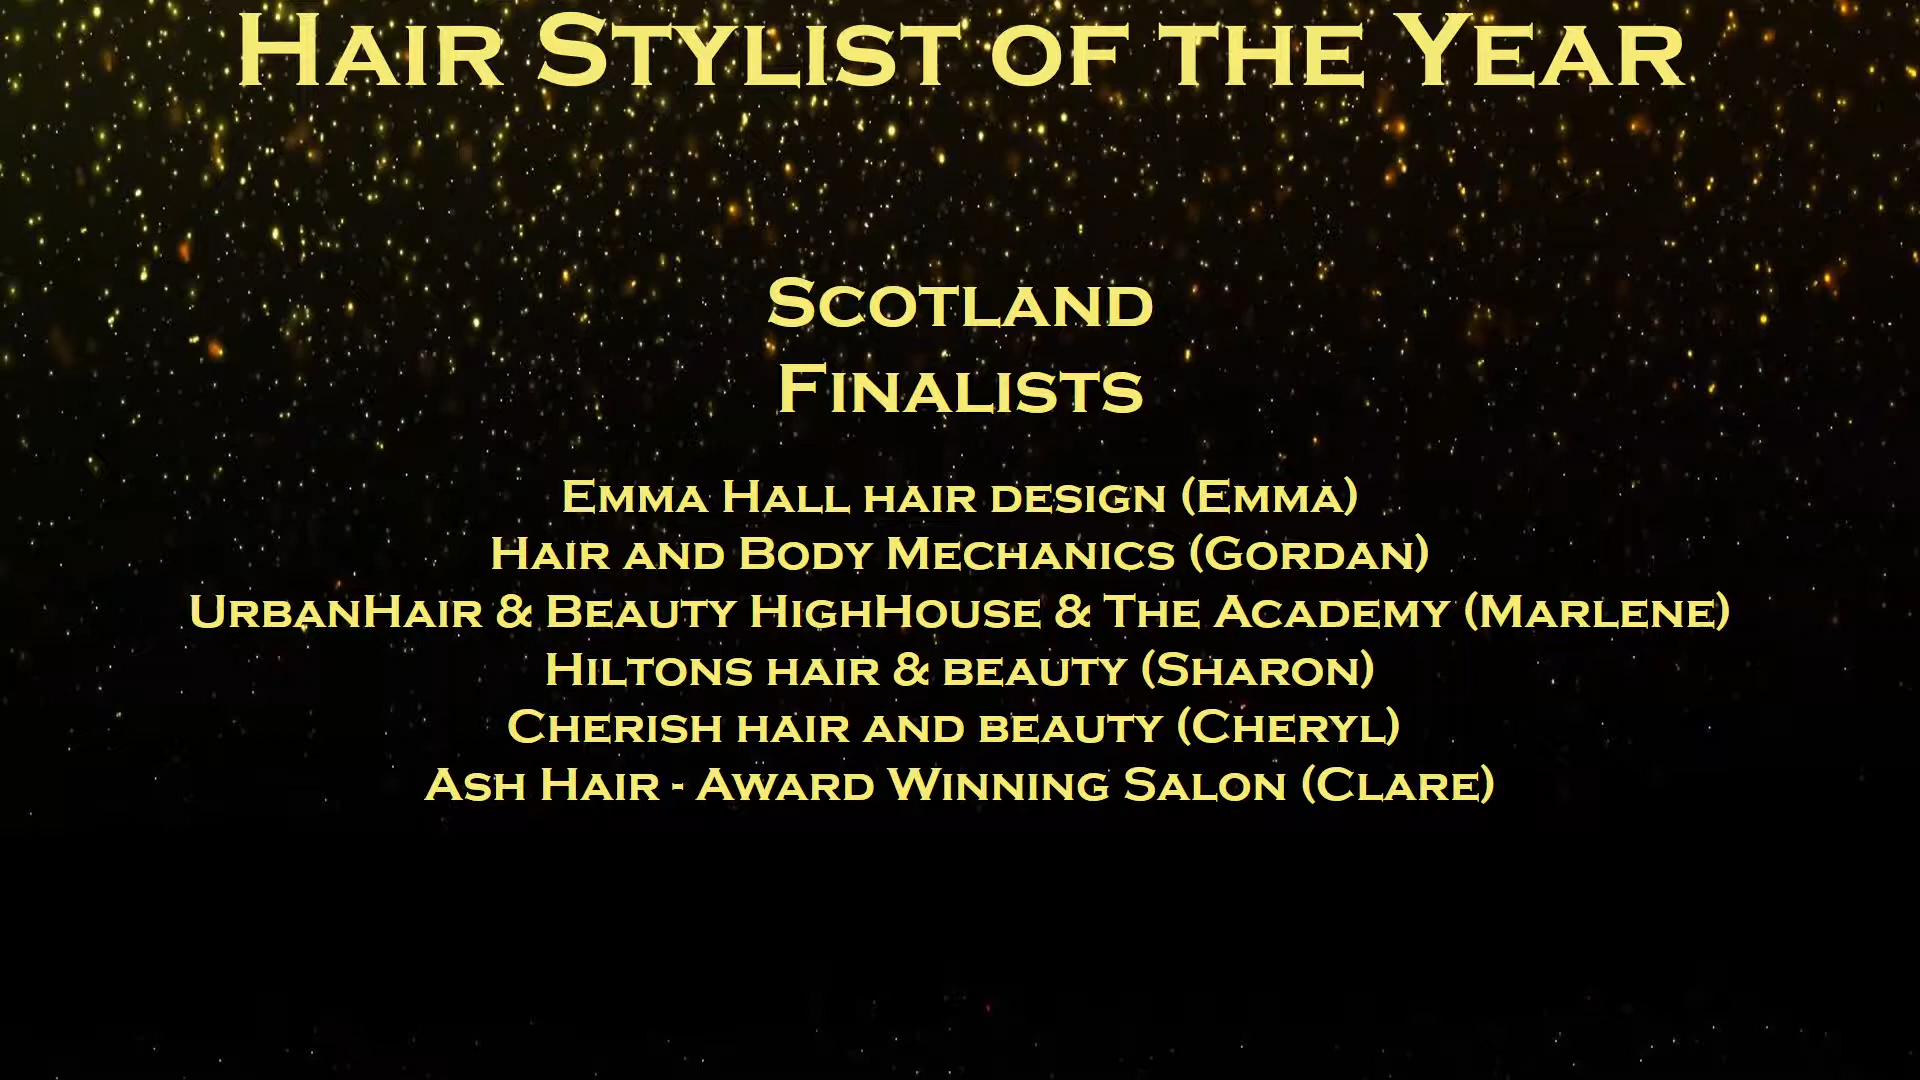 Hair Stylist of the Year
Scotland
Finalists
Emma Hall hair design (Emma)
Hair and Body Mechanics (Gordan)
UrbanHair & Beauty HighHouse & The Academy (Marlene)
Hiltons hair & beauty (Sharon)
Cherish hair and beauty (Cheryl)
Ash Hair - Award Winning Salon (Clare)